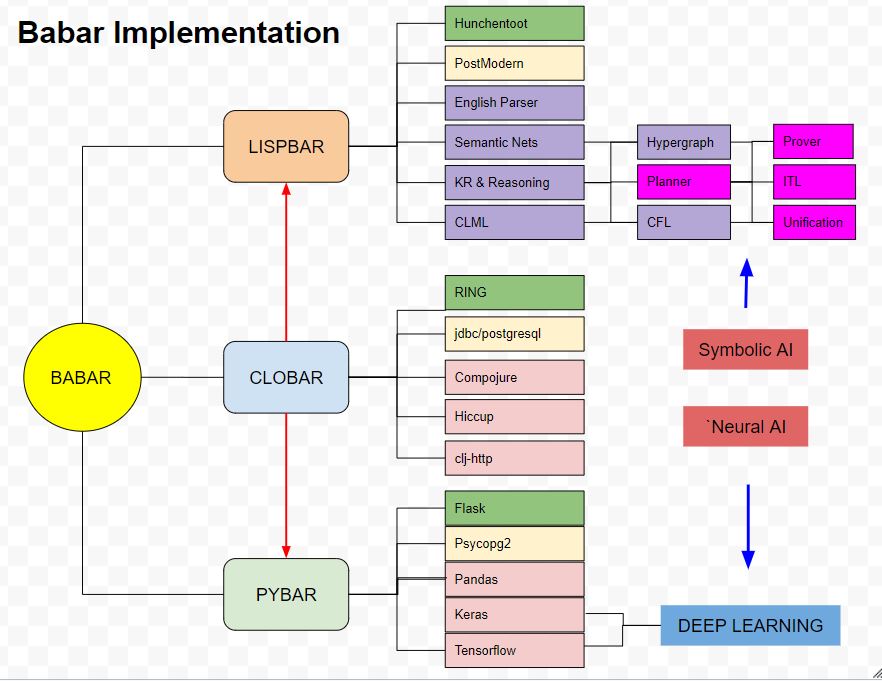 Babar Implementation
Hunchentoot
PostModern
English Parser
LISPBAR
Semantic Nets
Hypergraph
Prover
KR & Reasoning
Planner
ITL
CLML
CFL
Unification
RING
jdbc/postgresql
Symbolic AI
BABAR
CLOBAR
Compojure
Hiccup
`Neural AI
clj-http
Flask
Psycopg2
Pandas
PYBAR
Keras
DEEP LEARNING
Tensorflow